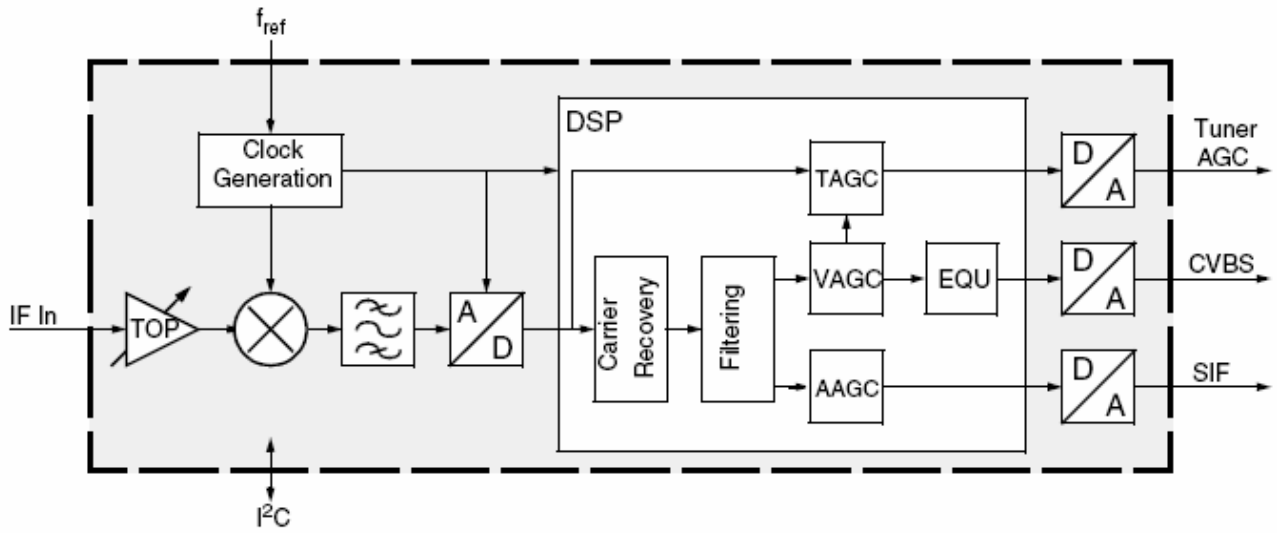 f_ref
Clock
Generation
DSP
Tuner
AGC
TAGC
D
A
IF In
TOP
A
D
Carrier
Recovery
Filtering
VAGC
EQU
D
A
CVBS
AAGC
D
A
SIF
I²C